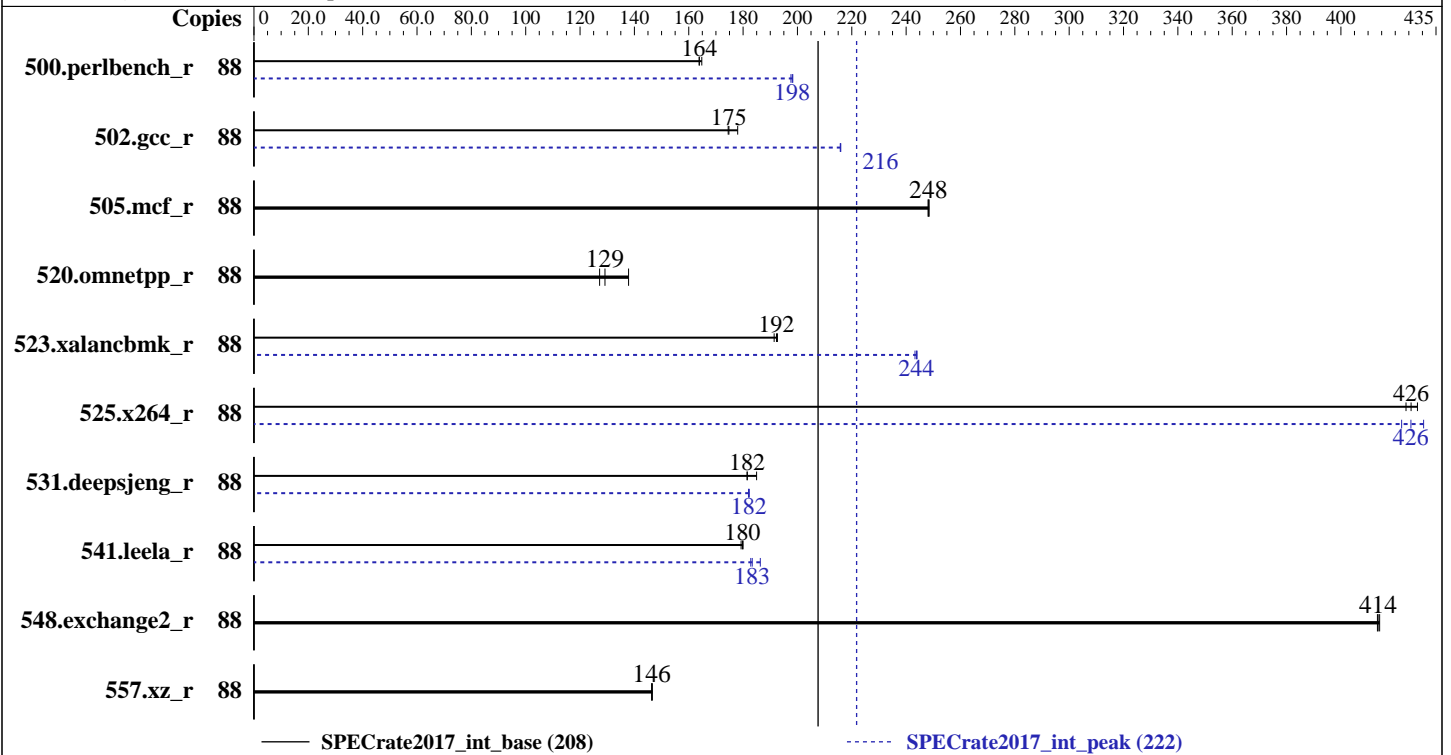 Copies 0 20.0 40.0 60.0 80.0 100 120 140 160 180 200 220 240 260 280 300 320 340 360 380 400 435
500.perlbench_r 88 164
198
502.gcc_r 88 175
216
505.mcf_r 88 248
520.omnetpp_r 88 129
523.xalancbmk_r 88 192
244
525.x264_r 88 426
426
531.deepsjeng_r 88 182
182
541.leela_r 88 180
183
548.exchange2_r 88 414
557.xz_r 88 146
SPECrate2017_int_base (208) SPECrate2017_int_peak (222)